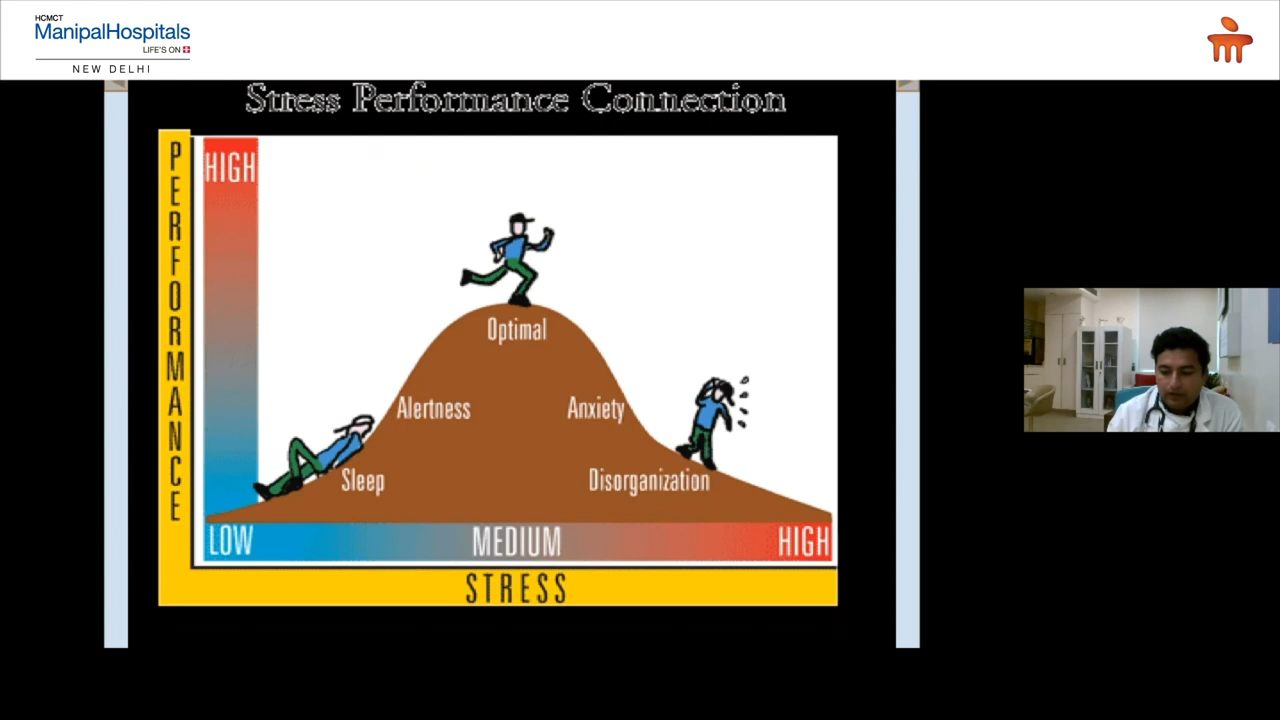 HCMCT
ManipalHospitals
LIFE'S ON
NEW DELHI
Stress Performance Connection
PERFORMANCE
HIGH
Optimal
Alertness
Anxiety
Sleep
Disorganization
LOW
MEDIUM
HIGH
STRESS